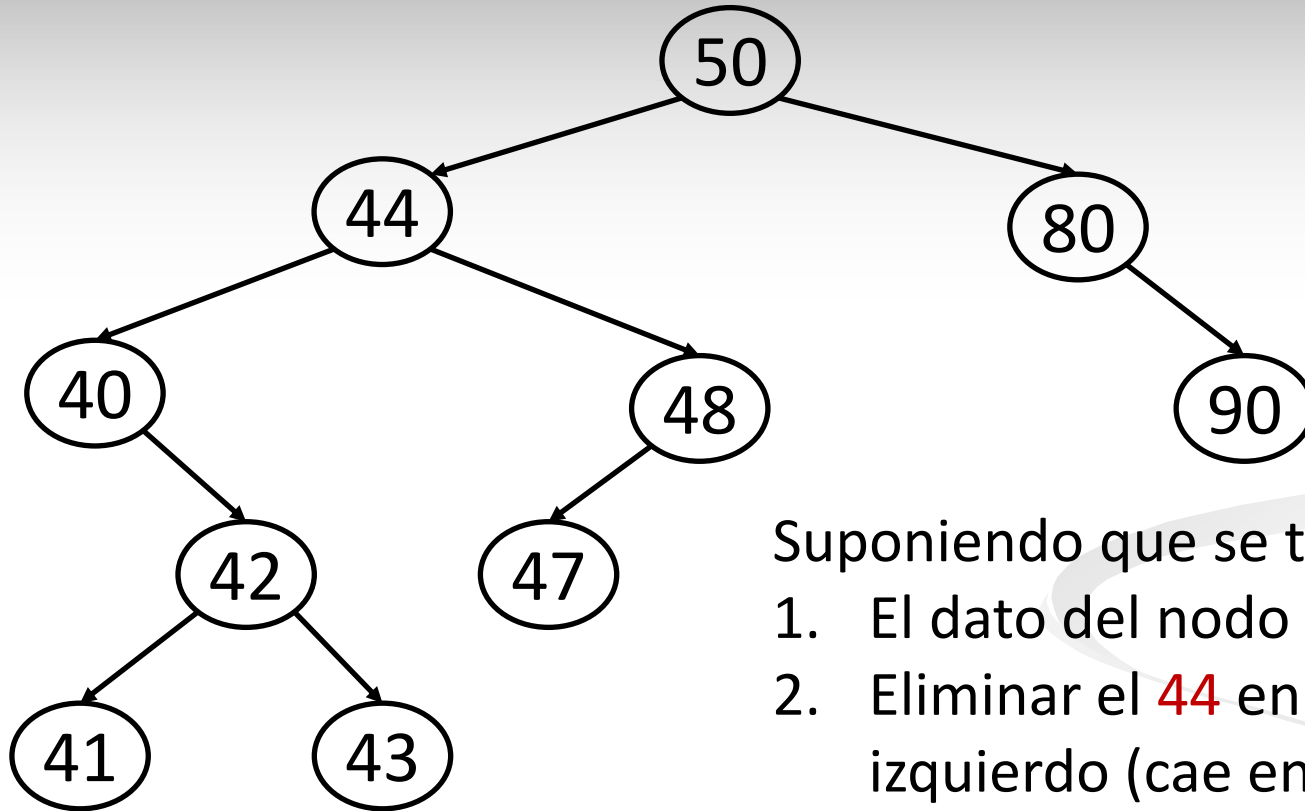 50
44
80
40
48
90
42
47
Suponiendo que se
41
43
1. El dato del nodo
2. Eliminar el 44 en
izquierdo (cae en